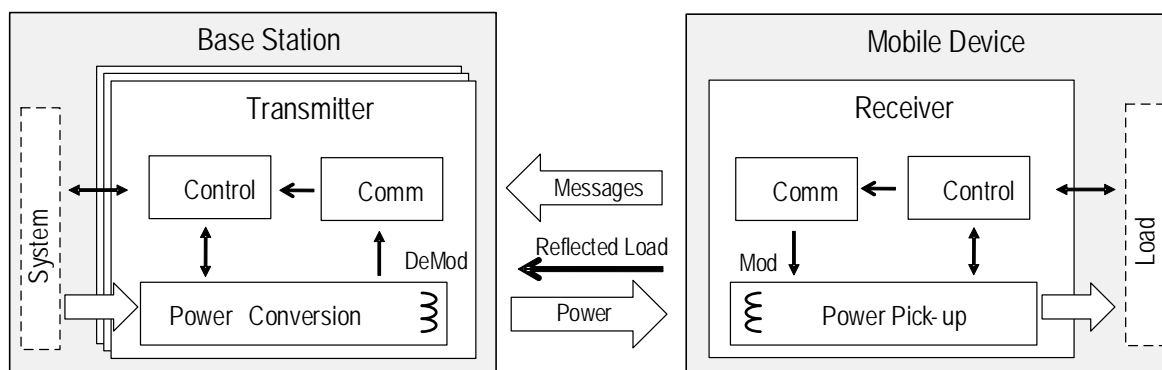 Base Station
Mobile Device
Transmitter
Receiver
System
Control
Comm
Messages
Comm
Control
Load
Reflected Load
DeMod
Mod
Power Conversion
Power
Power Pick-up